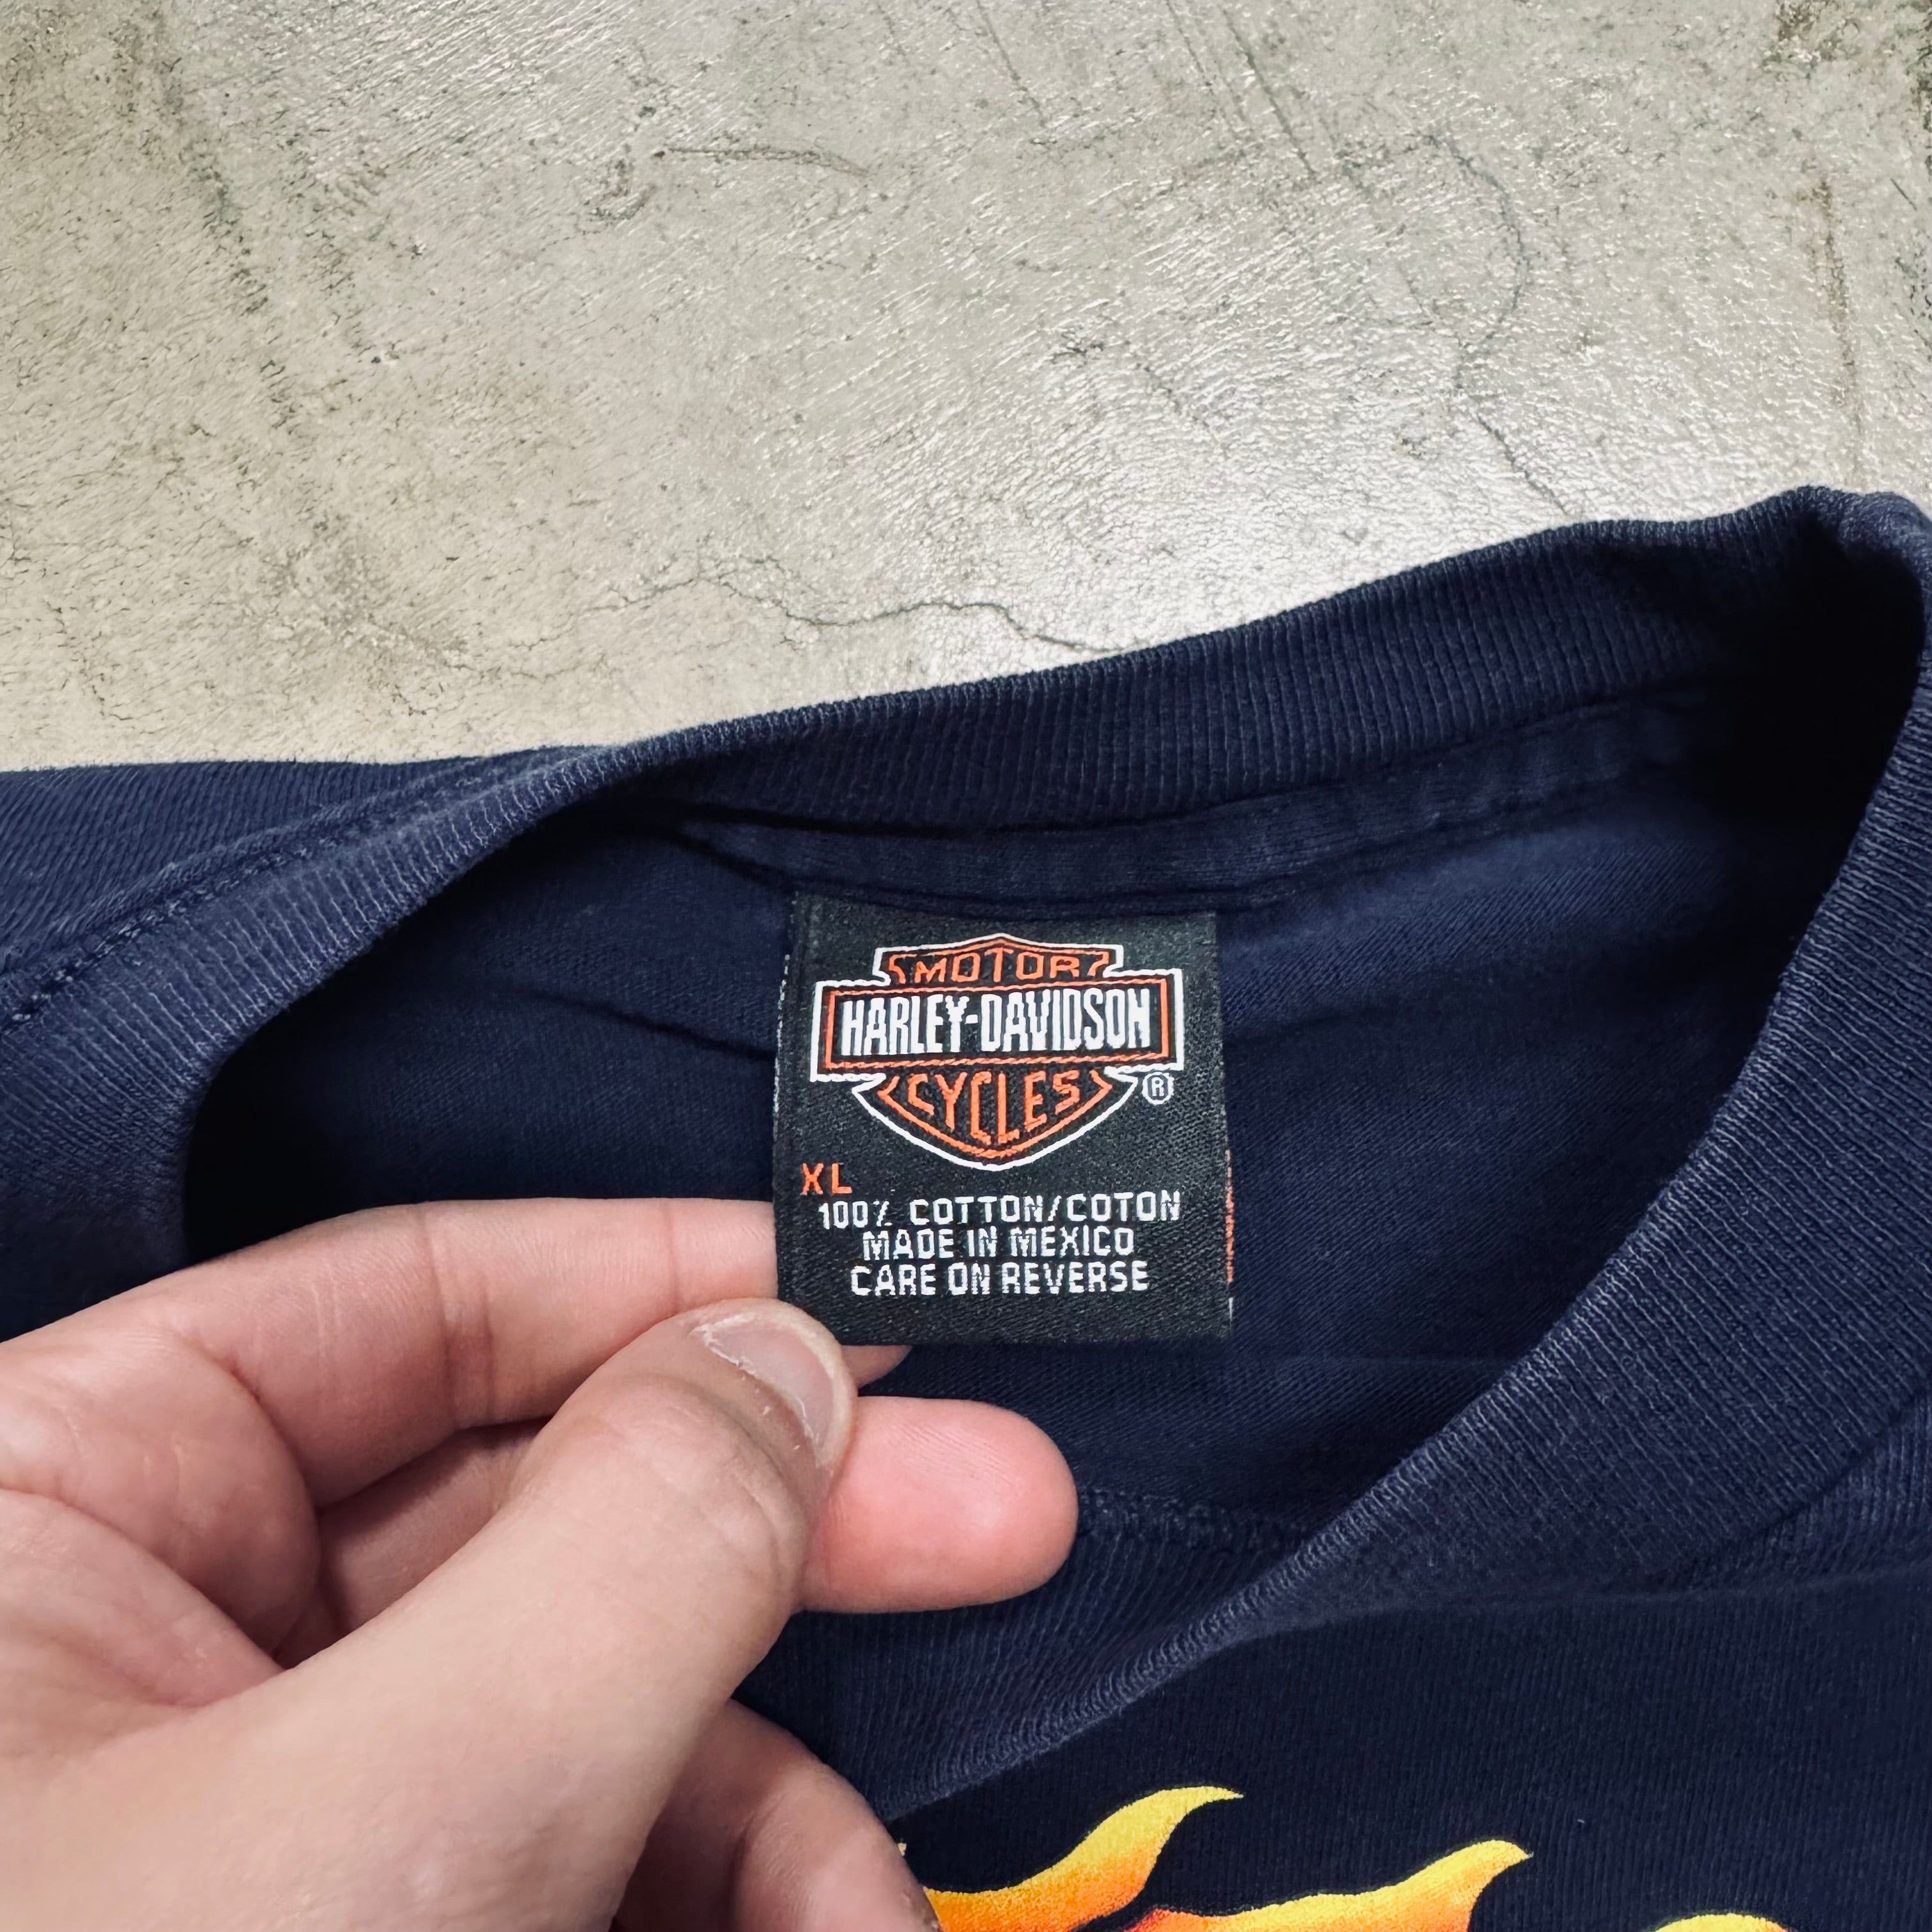 MOTOR
HARLEY-DAVIDSON
CYCLES ®
XL
100% COTTON/COTON
MADE IN MEXICO
CARE ON REVERSE